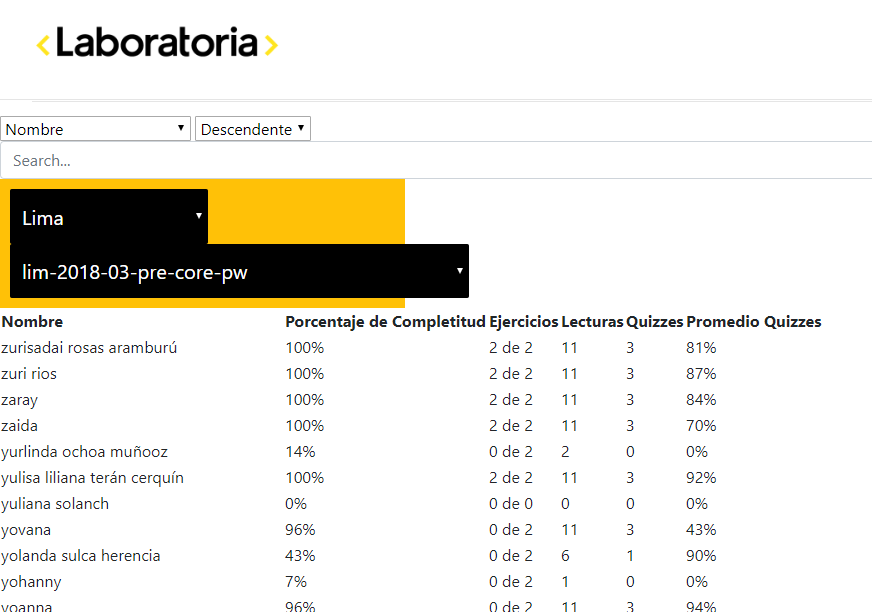 <Laboratoria>
Nombre Descendente
Search...
Lima
lim-2018-03-pre-core-pw
Nombre Porcentaje de Completitud Ejercicios Lecturas Quizzes Promedio Quizzes
zurisadai rosas aramburú 100% 2 de 2 11 3 81%
zuri rios 100% 2 de 2 11 3 87%
zaray 100% 2 de 2 11 3 84%
zaida 100% 2 de 2 11 3 70%
yurlinda ochoa muñooz 14% 0 de 2 2 0 0%
yulisa liliana terán cerquín 100% 2 de 2 11 3 92%
yuliana solanch 0% 0 de 0 0 0 0%
yovana 96% 0 de 2 11 3 43%
yolanda sulca herencia 43% 0 de 2 6 1 90%
yohanny 7% 0 de 2 1 0 0%
yoanna 96% 0 de 2 11 3 94%